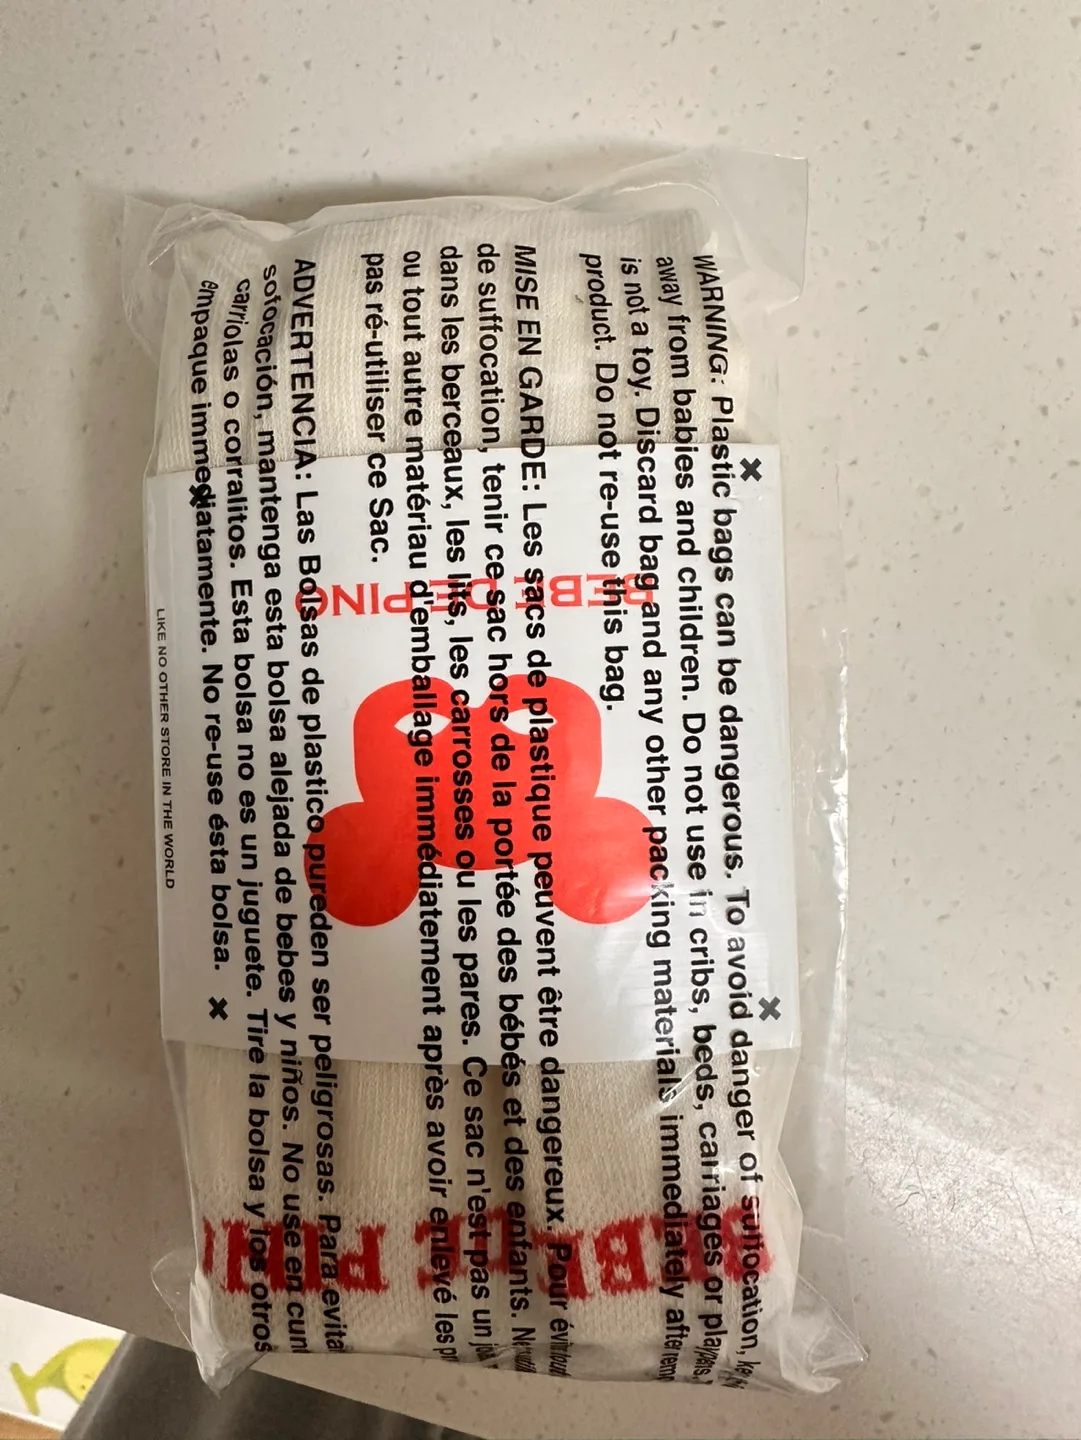 WARNING: Plastic bags can be dangerous. To avoid danger of suffocation,
away from babies and children. Do not use in cribs, beds, carriages or playpens.
is not a toy. Discard bag and any other packing materials immediately after
product. Do not re-use this bag.
MISE EN GARDE: Les sacs de plastique peuvent être dangereux. Pour
de suffocation, tenir ce sac hors de la portée des bébés et des enfants.
dans les berceaux, les lits, les carrosses ou les pares. Ce sac n'est pas un
ou tout autre matériau d'emballage immédiatement après avoir enlevé les
pas ré-utiliser ce Sac.
ADVERTENCIA: Las Bolsas de plastico pureden ser peligrosas. Para evita
sofocación, mantenga esta bolsa alejada de bebes y niños. No use en
carriolas o corralitos. Esta bolsa no es un juguete. Tire la bolsa y los otros
empaque immediatamente. No re-use ésta bolsa.
BEBE DE PINO
LIKE NO OTHER STORE IN THE WORLD